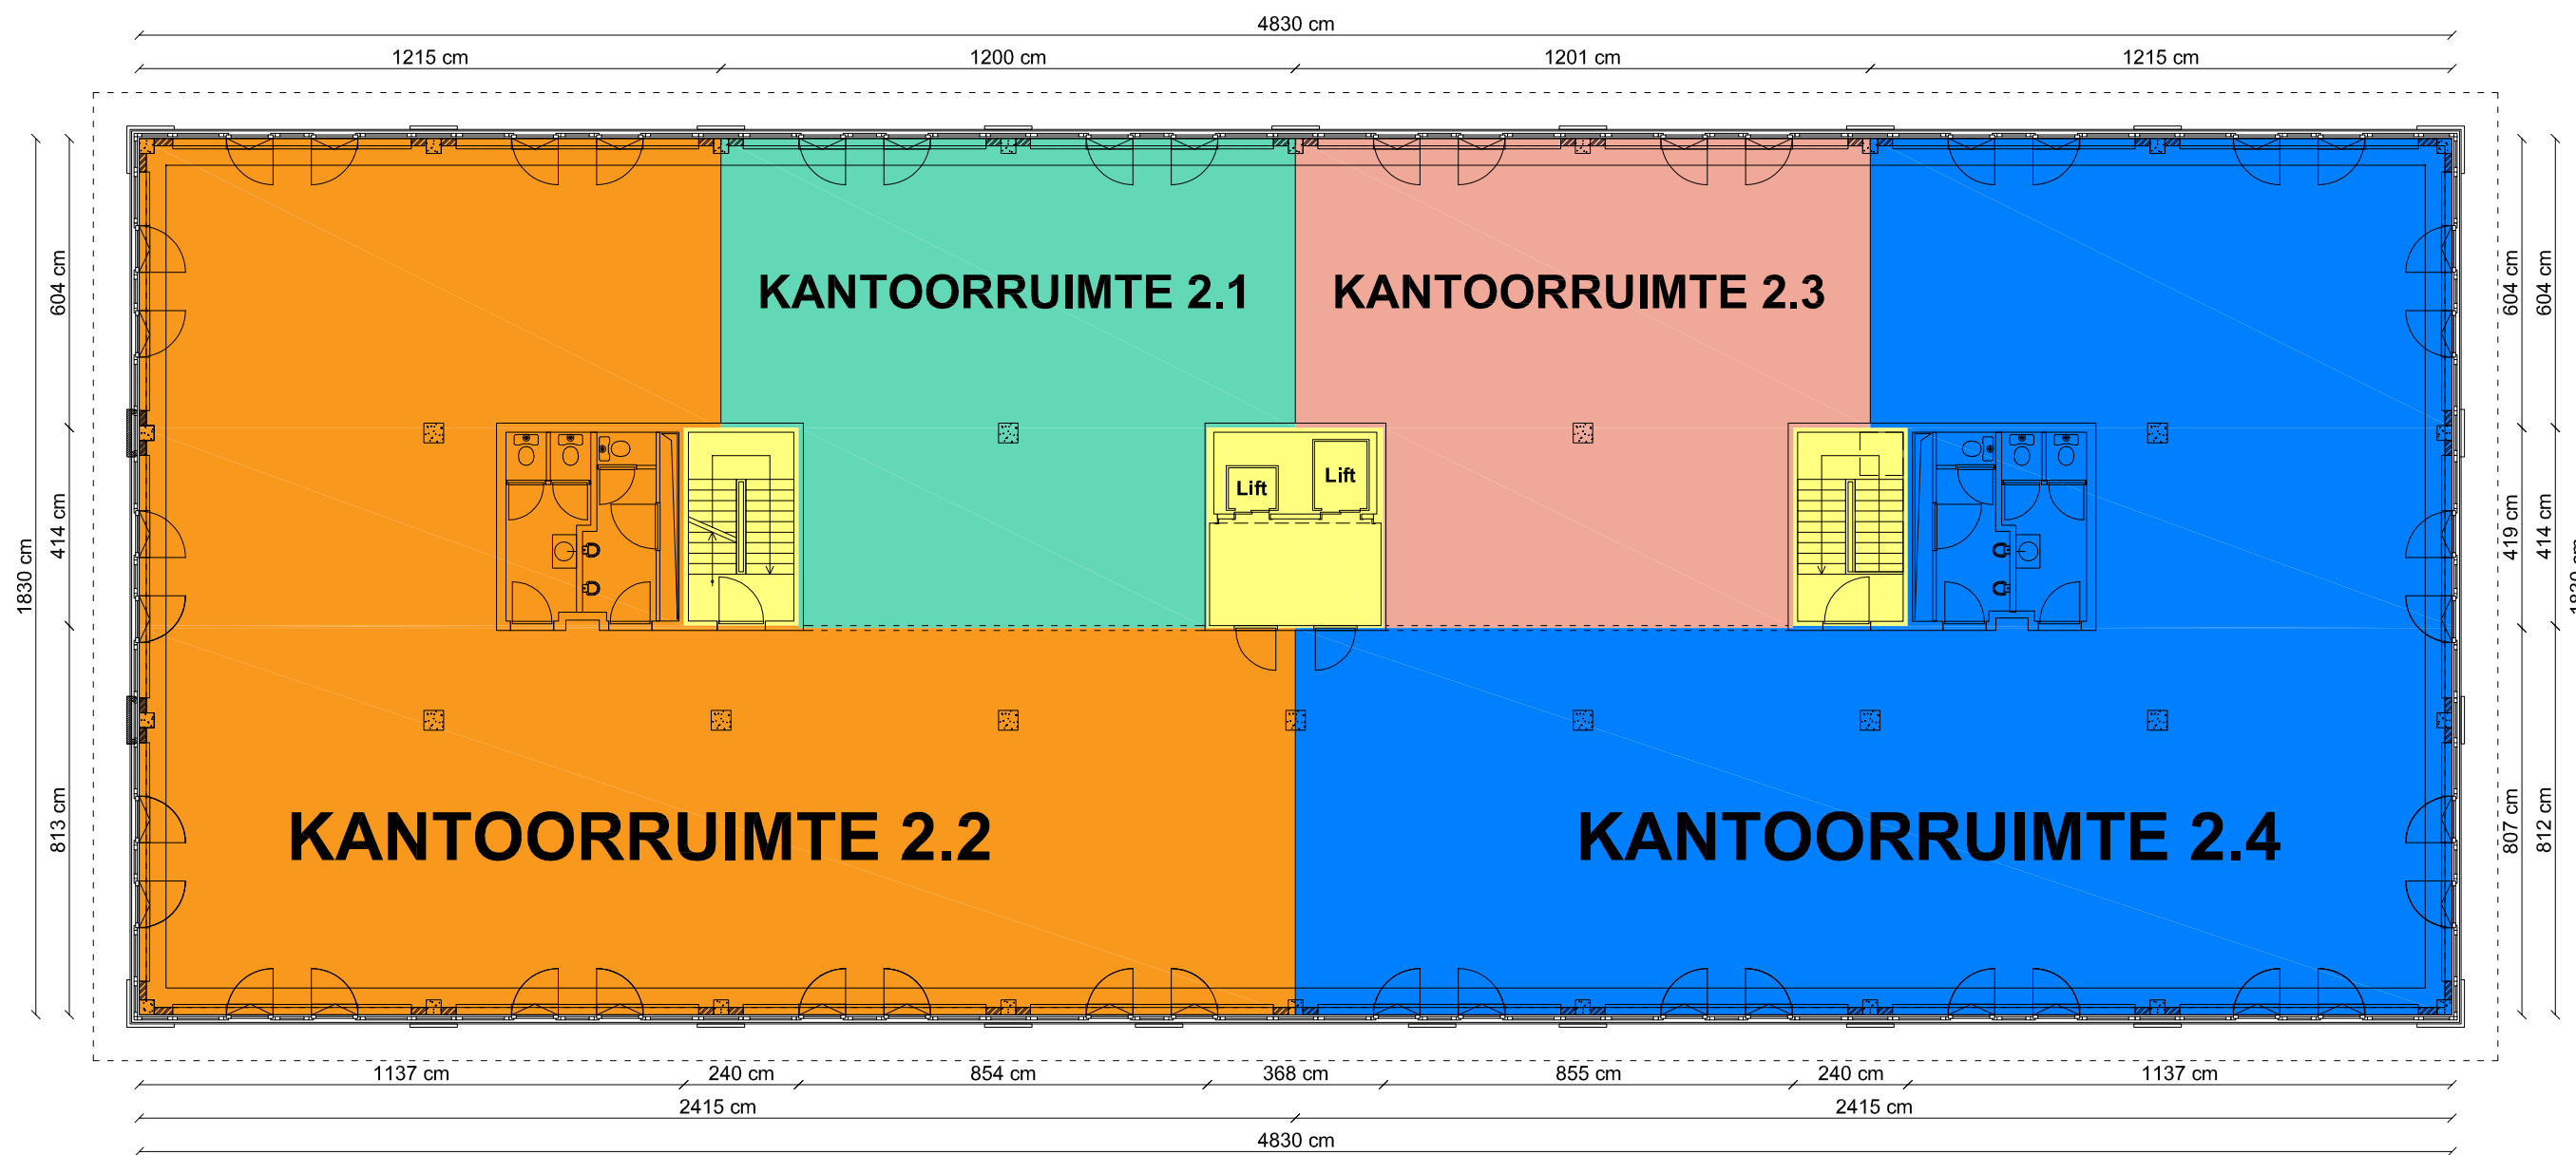 4830 cm
1215 cm 1200 cm 1201 cm 1215 cm
604 cm
414 cm
813 cm
1830 cm
KANTOORRUIMTE 2.1
KANTOORRUIMTE 2.3
Lift
Lift
KANTOORRUIMTE 2.2
KANTOORRUIMTE 2.4
604 cm
419 cm
807 cm
604 cm
414 cm
812 cm
1830 cm
1137 cm 240 cm 854 cm 368 cm 855 cm 240 cm 1137 cm
2415 cm 2415 cm
4830 cm